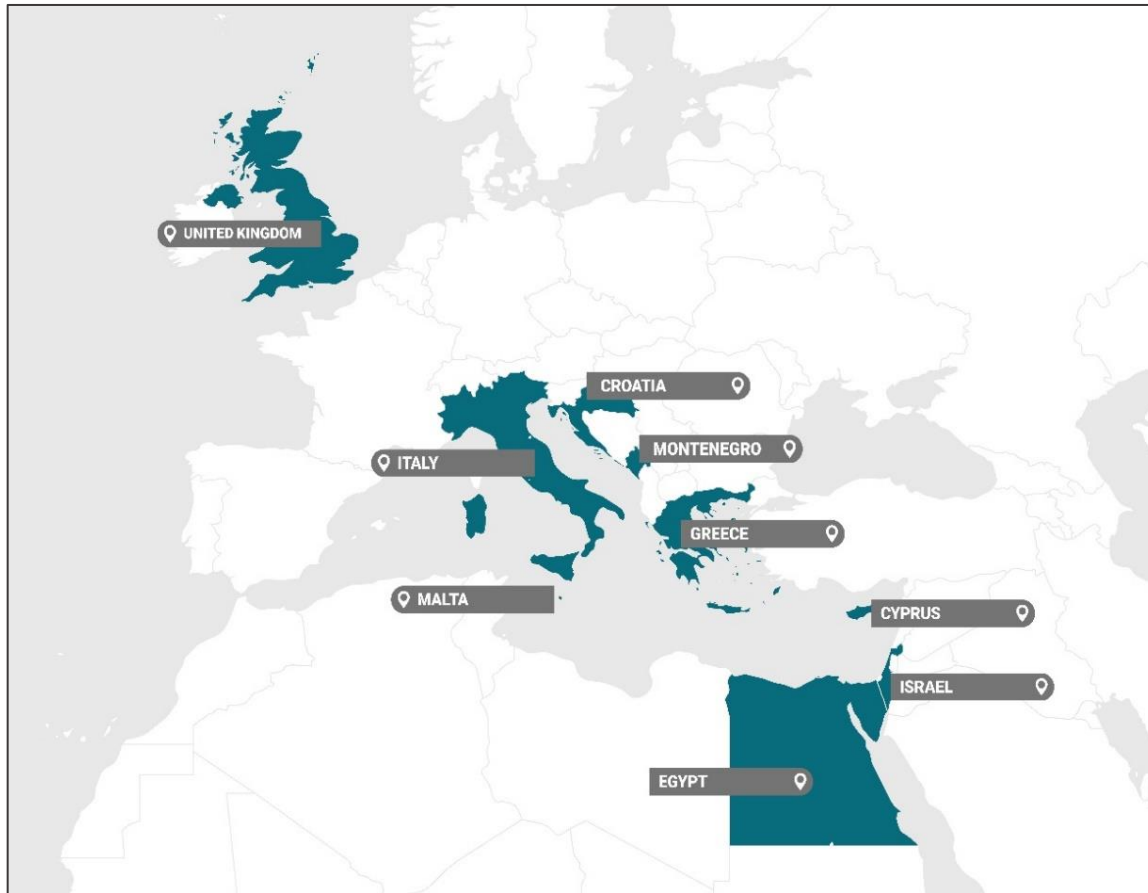 UNITED KINGDOM
CROATIA
MONTENEGRO
ITALY
GREECE
MALTA
CYPRUS
ISRAEL
EGYPT